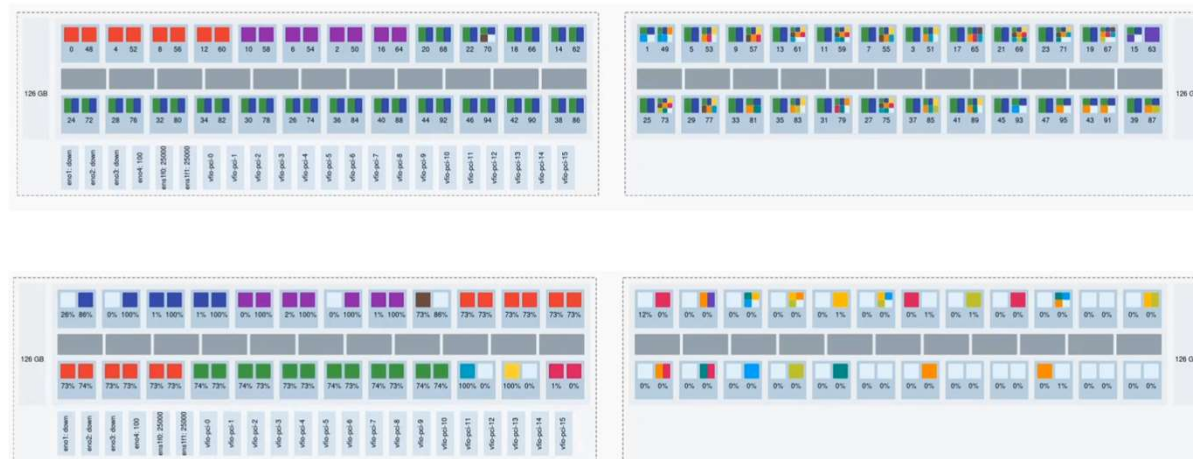 0 48 4 52 8 56 12 60 10 58 6 54 2 50 16 64 20 68 22 70 18 66 14 62
126 GB
24 72 28 76 32 80 34 82 30 78 26 74 36 84 40 88 44 92 46 94 42 90 38 86
eno1: down
eno2: down
eno3: down
eno4: 100
ens1f0: 25000
ens1f1: 25000
vfio-pci-0
vfio-pci-1
vfio-pci-2
vfio-pci-3
vfio-pci-4
vfio-pci-5
vfio-pci-6
vfio-pci-7
vfio-pci-8
vfio-pci-9
vfio-pci-10
vfio-pci-11
vfio-pci-12
vfio-pci-13
vfio-pci-14
vfio-pci-15
1 49 5 53 9 57 13 61 11 59 7 55 3 51 17 65 21 69 23 71 19 67 15 63
126 G
25 73 29 77 33 81 35 83 31 79 27 75 37 85 41 89 45 93 47 95 43 91 39 87
26% 86% 0% 100% 1% 100% 1% 100% 0% 100% 2% 100% 0% 100% 1% 100% 73% 86% 73% 73% 73% 73% 73% 73%
126 GB
73% 74% 73% 73% 73% 73% 74% 73% 74% 73% 73% 73% 74% 73% 74% 73% 74% 74% 100% 0% 100% 0% 1% 0%
eno1: down
eno2: down
eno3: down
eno4: 100
ens1f0: 25000
ens1f1: 25000
vfio-pci-0
vfio-pci-1
vfio-pci-2
vfio-pci-3
vfio-pci-4
vfio-pci-5
vfio-pci-6
vfio-pci-7
vfio-pci-8
vfio-pci-9
vfio-pci-10
vfio-pci-11
vfio-pci-12
vfio-pci-13
vfio-pci-14
vfio-pci-15
12% 0% 0% 0% 0% 0% 0% 0% 0% 1% 0% 0% 0% 1% 0% 1% 0% 0% 0% 0% 0% 0% 0% 0%
126 G
0% 0% 0% 0% 0% 0% 0% 0% 0% 0% 0% 0% 0% 0% 0% 0% 0% 0% 0% 1% 0% 0% 0% 0%